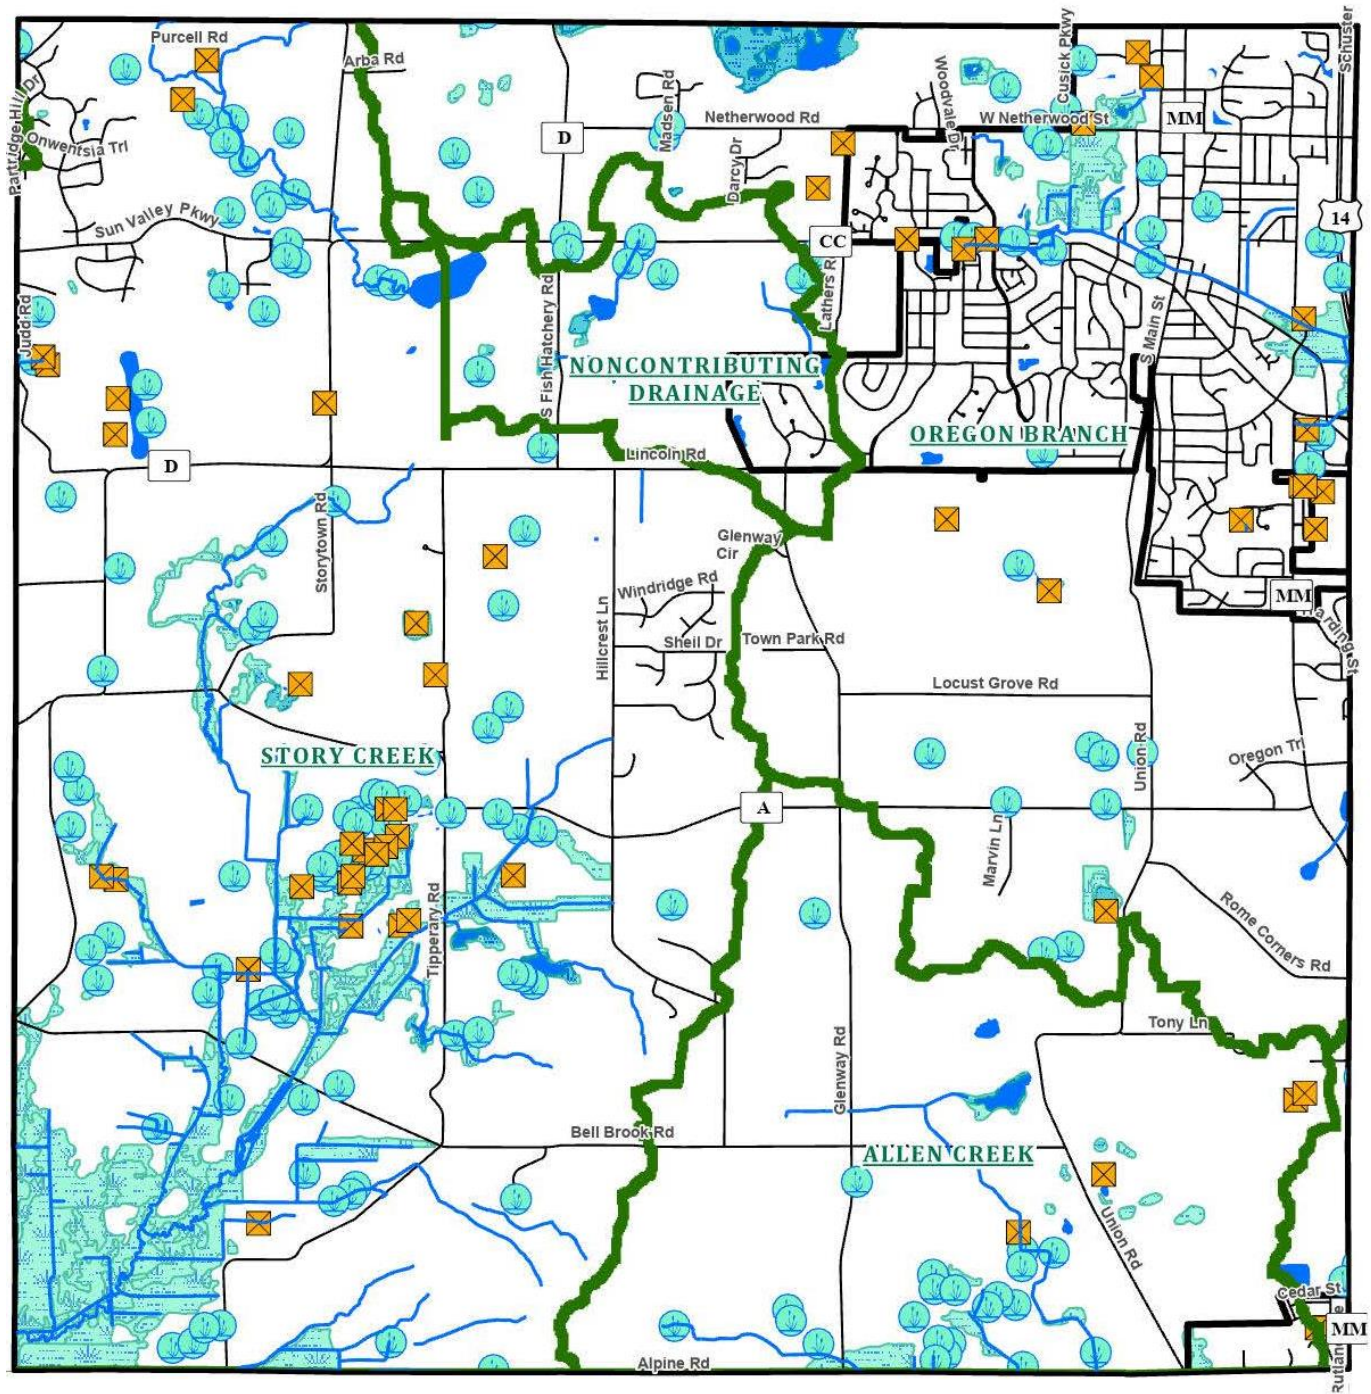 Purcell Rd
Arba Rd
Cusick Pkwy
Schuster
Partridge Hill Dr
Onwentsia Trl
Madsen Rd
Netherwood Rd
Woodvale Dr
W Netherwood St
MM
D
Darcy Dr
Sun Valley Pkwy
14
CC
Judd Rd
S Fish Hatchery Rd
Lathers R
S Main St
NONCONTRIBUTING
DRAINAGE
OREGON BRANCH
D
Lincoln Rd
Storytown Rd
Glenway
Cir
Windridge Rd
Hillcrest Ln
Sheil Dr
Town Park Rd
MM
arding St
Locust Grove Rd
STORY CREEK
Union Rd
Oregon Trl
A
Marvin Ln
Tipperary Rd
Rome Corners Rd
Tony Ln
Glenway Rd
Bell Brook Rd
ALLEN CREEK
Union Rd
Cedar St
MM
Alpine Rd